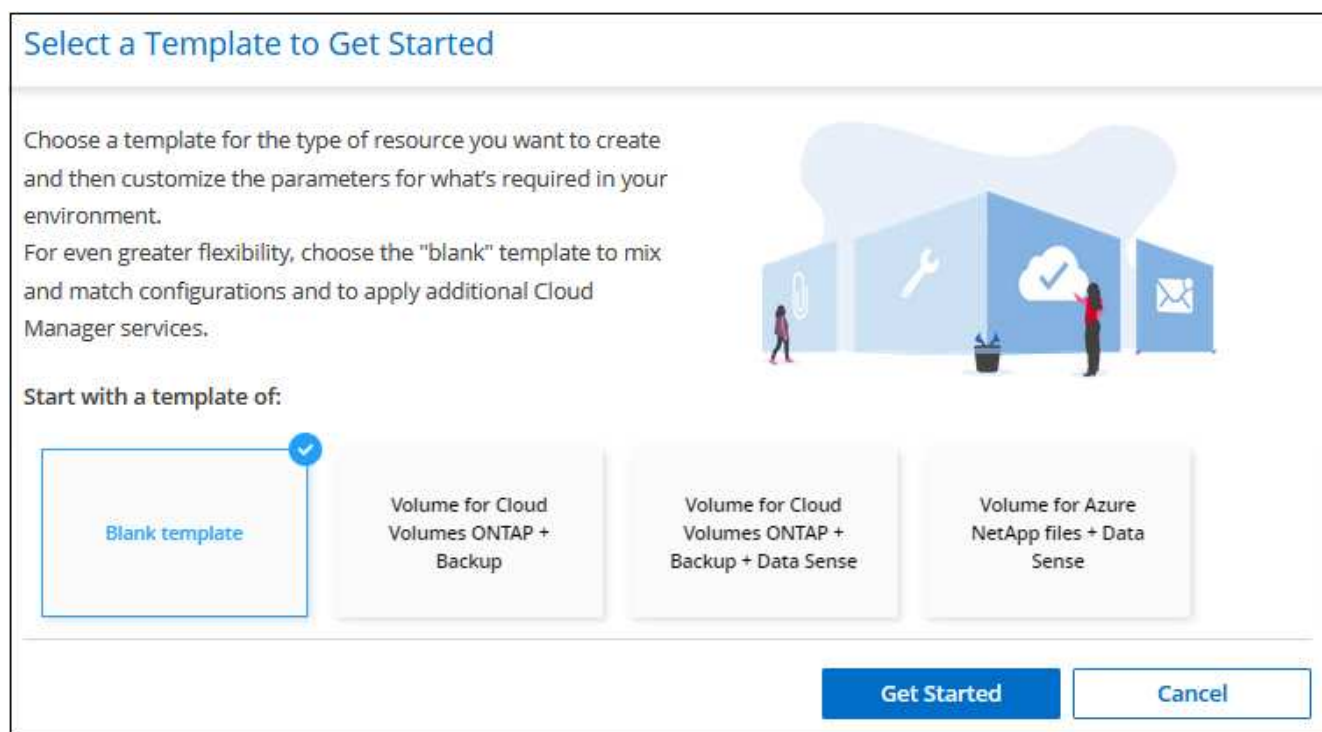 Select a Template to Get Started
Choose a template for the type of resource you want to create
and then customize the parameters for what's required in your
environment.
For even greater flexibility, choose the "blank" template to mix
and match configurations and to apply additional Cloud
Manager services.
Start with a template of:
Blank template
Volume for Cloud
Volumes ONTAP +
Backup
Volume for Cloud
Volumes ONTAP +
Backup + Data Sense
Volume for Azure
NetApp files + Data
Sense
Get Started
Cancel